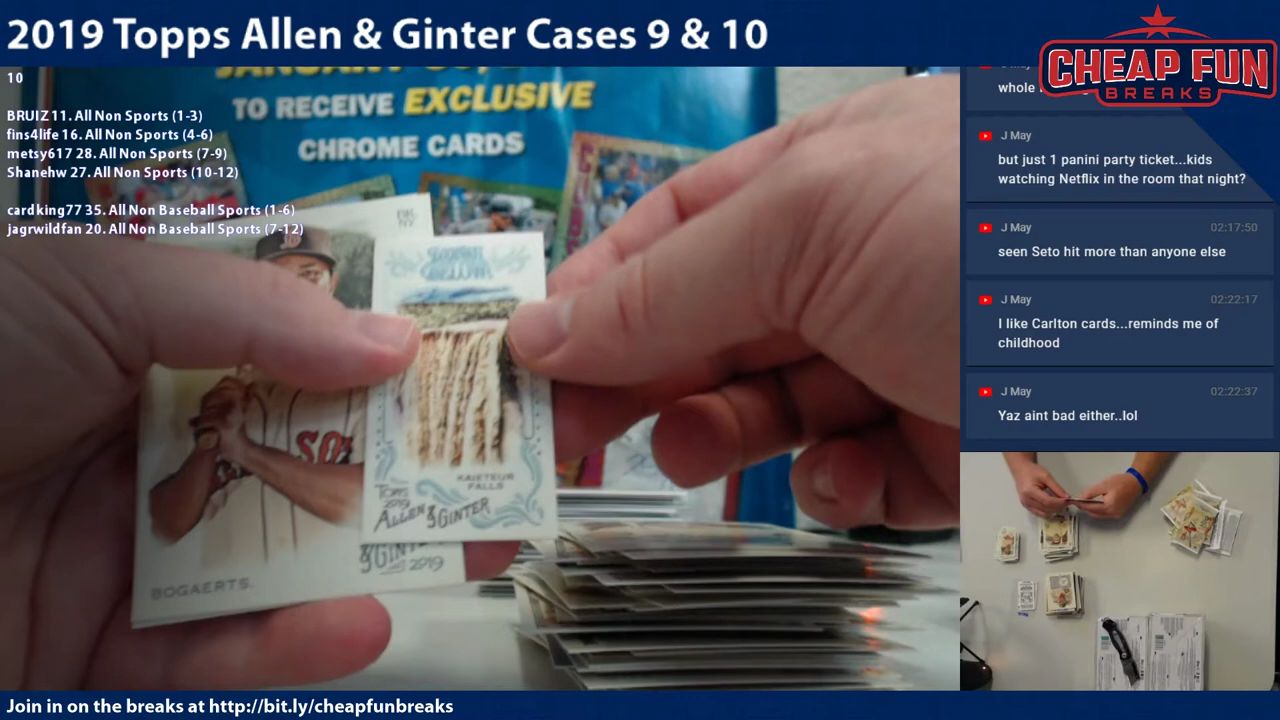 2019 Topps Allen & Ginter Cases 9 & 10
CHEAP FUN
BREAKS
10
BRUIZ 11. All Non Sports (1-3)
fins4life 16. All Non Sports (4-6)
metsy617 28. All Non Sports (7-9)
Shanehw 27. All Non Sports (10-12)
cardking77 35. All Non Baseball Sports (1-6)
jagrwildfan 20. All Non Baseball Sports (7-12)
TO RECEIVE EXCLUSIVE
CHROME CARDS
B
SO
BOGAERTS
& GINTER
2019
KAIETEUR
FALLS
TOPPS
2019
ALLEN & GINTER
whole
J May
but just 1 panini party ticket...kids
watching Netflix in the room that night?
J May 02:17:50
seen Seto hit more than anyone else
J May 02:22:17
I like Carlton cards...reminds me of
childhood
J May 02:22:37
Yaz aint bad either..lol
Join in on the breaks at http://bit.ly/cheapfunbreaks